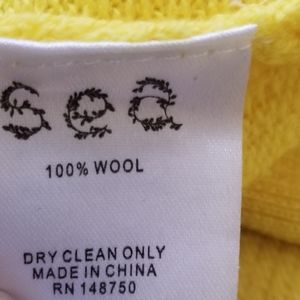 sea
100% WOOL
DRY CLEAN ONLY
MADE IN CHINA
RN 148750